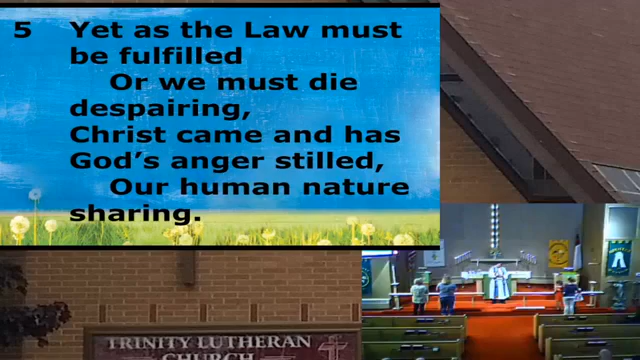 5 Yet as the Law must
be fulfilled
Or we must die
despairing,
Christ came and has
God's anger stilled,
Our human nature
sharing.
TRINITY LUTHERAN
CHURCH